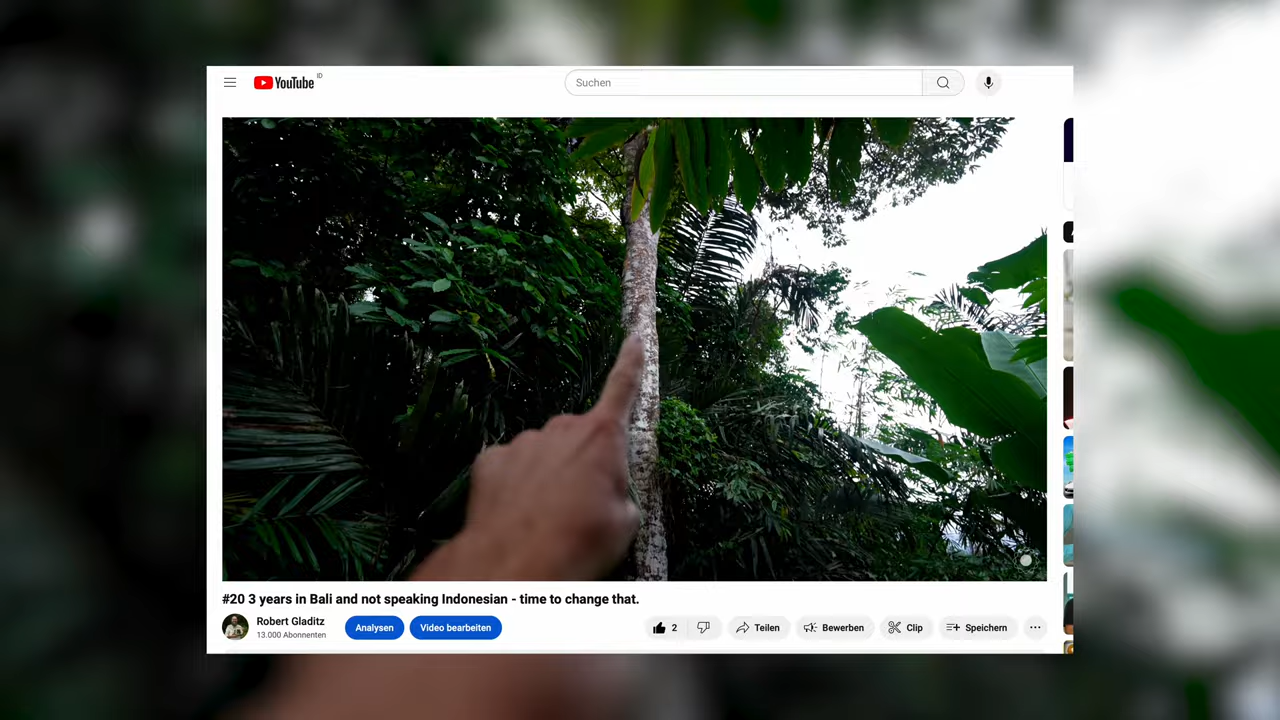 YouTube ID
Suchen
#20 3 years in Bali and not speaking Indonesian - time to change that.
Robert Gladitz
13.000 Abonnenten
Analysen
Video bearbeiten
2
Teilen
Bewerben
Clip
Speichern